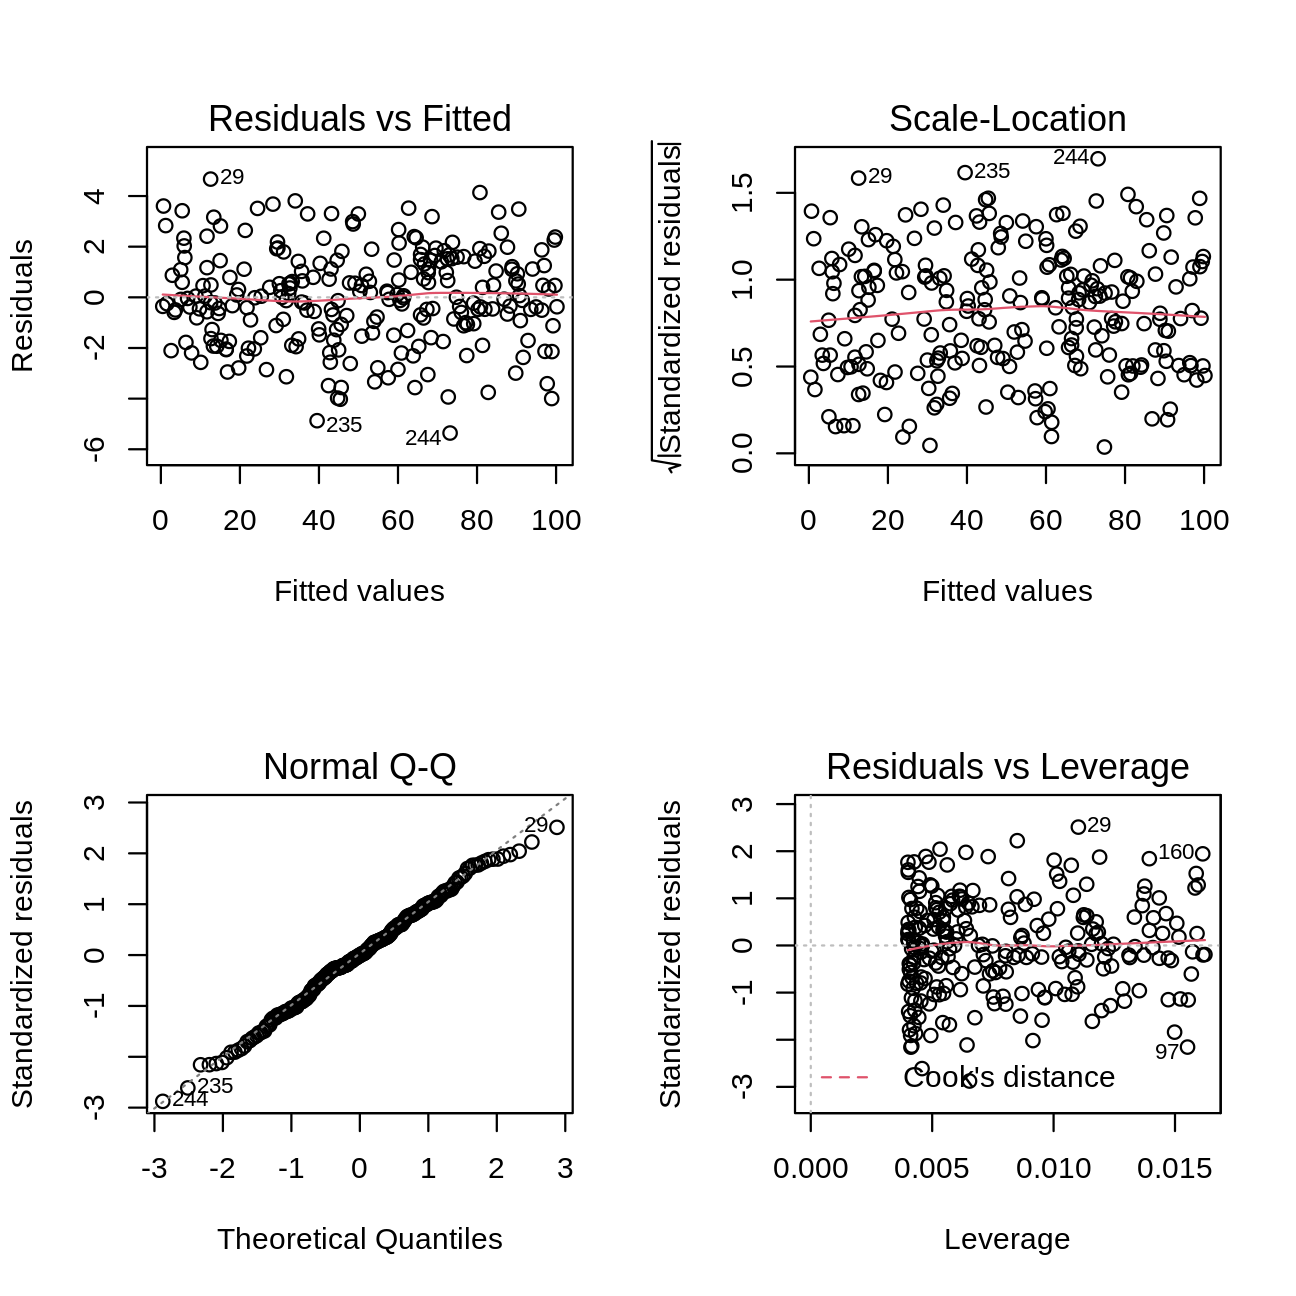 Residuals vs Fitted
Residuals
4
2
0
-2
-6
29
235
244
0 20 40 60 80 100
Fitted values
Scale-Location
√|Standardized residuals|
1.5
1.0
0.5
0.0
29
235
244
0 20 40 60 80 100
Fitted values
Normal Q-Q
Standardized residuals
3
2
1
0
-1
-3
29
235
244
-3 -2 -1 0 1 2 3
Theoretical Quantiles
Residuals vs Leverage
Standardized residuals
3
2
1
0
-1
-3
29
160
97
Cook's distance
0.000 0.005 0.010 0.015
Leverage